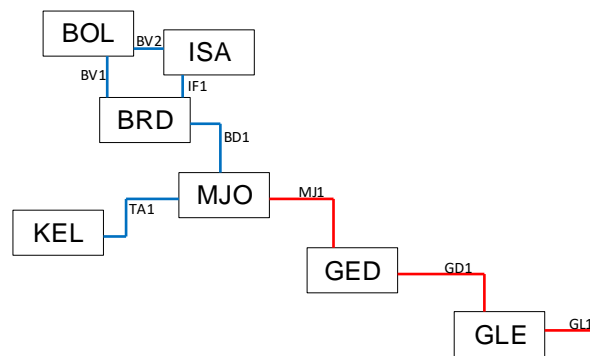 BOL
BV2
ISA
BV1
IF1
BRD
BD1
MJO
MJ1
TA1
KEL
GED
GD1
GLE
GL1